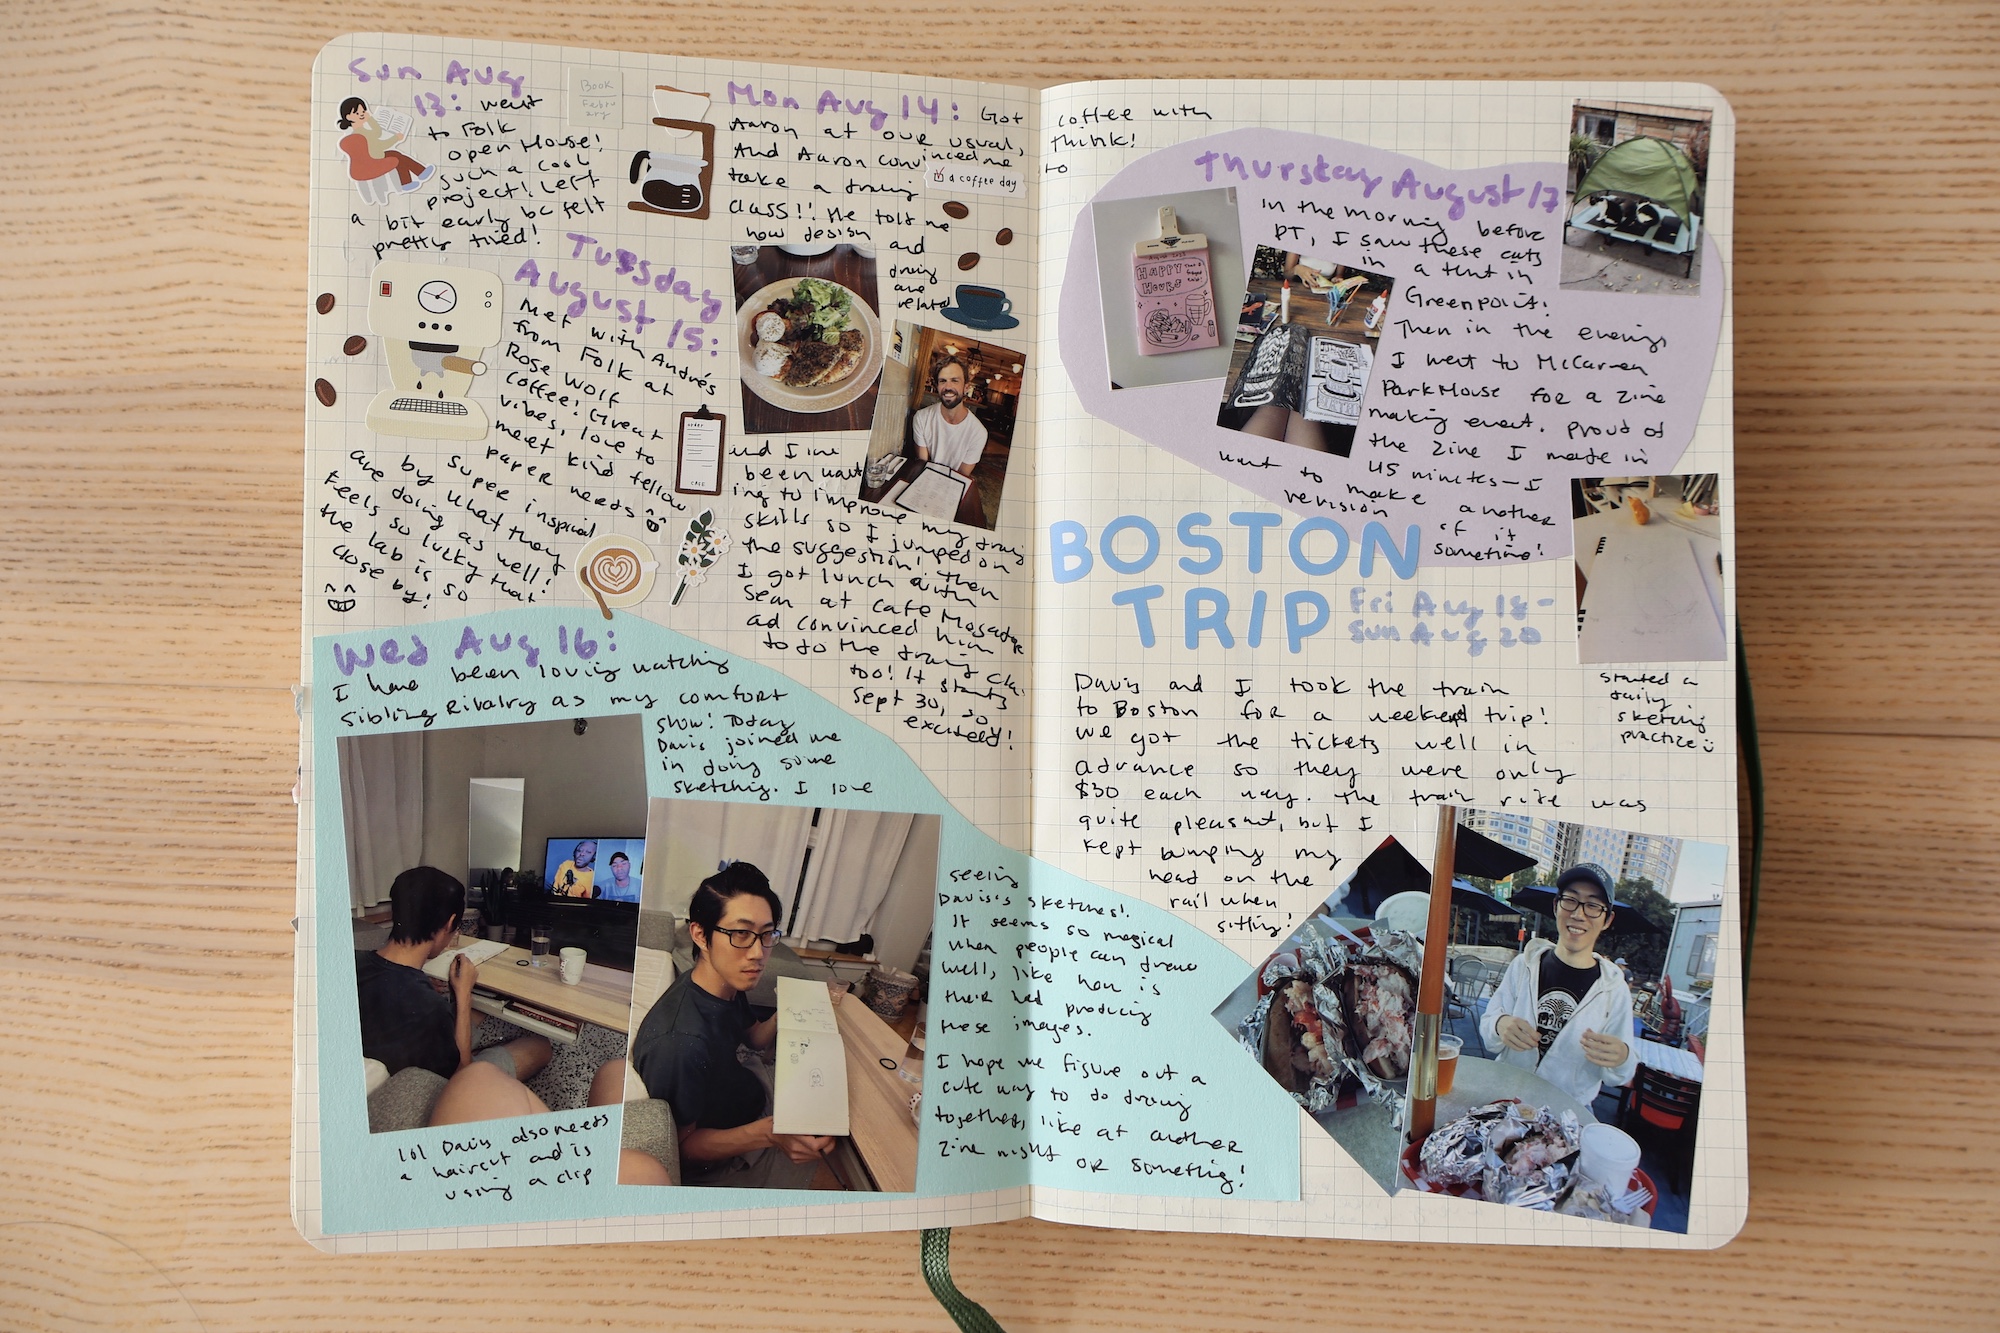 Sun Aug
13: went
to Folk
open House!
such a cool
project! Left
a bit early bc felt
pretty tired!
Book
Febru
ary
Mon Aug 14: Got
coffee with
Aaron at our usual,
think!
And Aaron convinced me
to
take a drawing
a coffee day
class!! He told me
how design and
drawing
are
related
and I've
been wait
ing to improve my drawing
skills so I jumped on
the suggestion! Then
I got lunch with
Sean at Cafe Mogador
ad convinced him
to do the drawing cla.
too! It starts
Sept 30, so
excited!
Tuesday
August 15:
Met with Andrés
from Folk at
Rose Wolf
Coffee! Great
vibes, love to
meet kind fellow
paper nerds
super inspired
by what they
are doing as well!
Feels so lucky that
the lab is so
close by!
order
CASE
Wed Aug 16:
I have been loving watching
Sibling Rivalry as my comfort
show! Today
Davis joined me
in doing some
sketching. I love
seeing
Davis's sketches!
It seems so magical
when people can draw
well, like how is
their hand producing
these images.
I hope we figure out a
cute way to do drawing
together, like at another
zine night or something!
lol Davis also needs
a haircut and is
using a clip
Thursday August 17
in the morning before
PT, I saw these cats
in a tent in
Greenpoint!
Then in the evening
I went to McCarren
ParkHouse for a zine
making event. proud of
the zine I made in
45 minutes—I
want to make another
revision if it
sometime!
August 2023
HAPPY
HOURS
started a
daily
sketching
practice
BOSTON
TRIP
Fri Aug 18-
Sun Aug 20
Davis and I took the train
to Boston for a weekend trip!
we got the tickets well in
advance so they were only
$30 each way. The train ride was
quite pleasant, but I
kept bumping my
head on the
rail when
sitting!